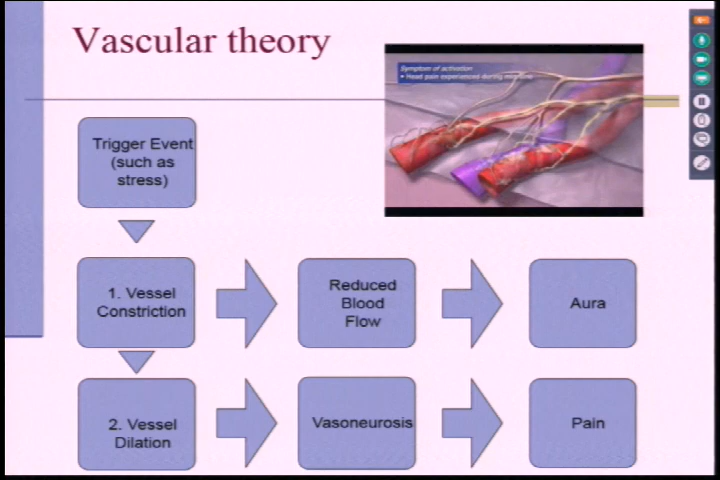 Vascular theory
Symptom of activation
• Head pain experienced during
Trigger Event
(such as
stress)
1. Vessel
Constriction
Reduced
Blood
Flow
Aura
2. Vessel
Dilation
Vasoneurosis
Pain